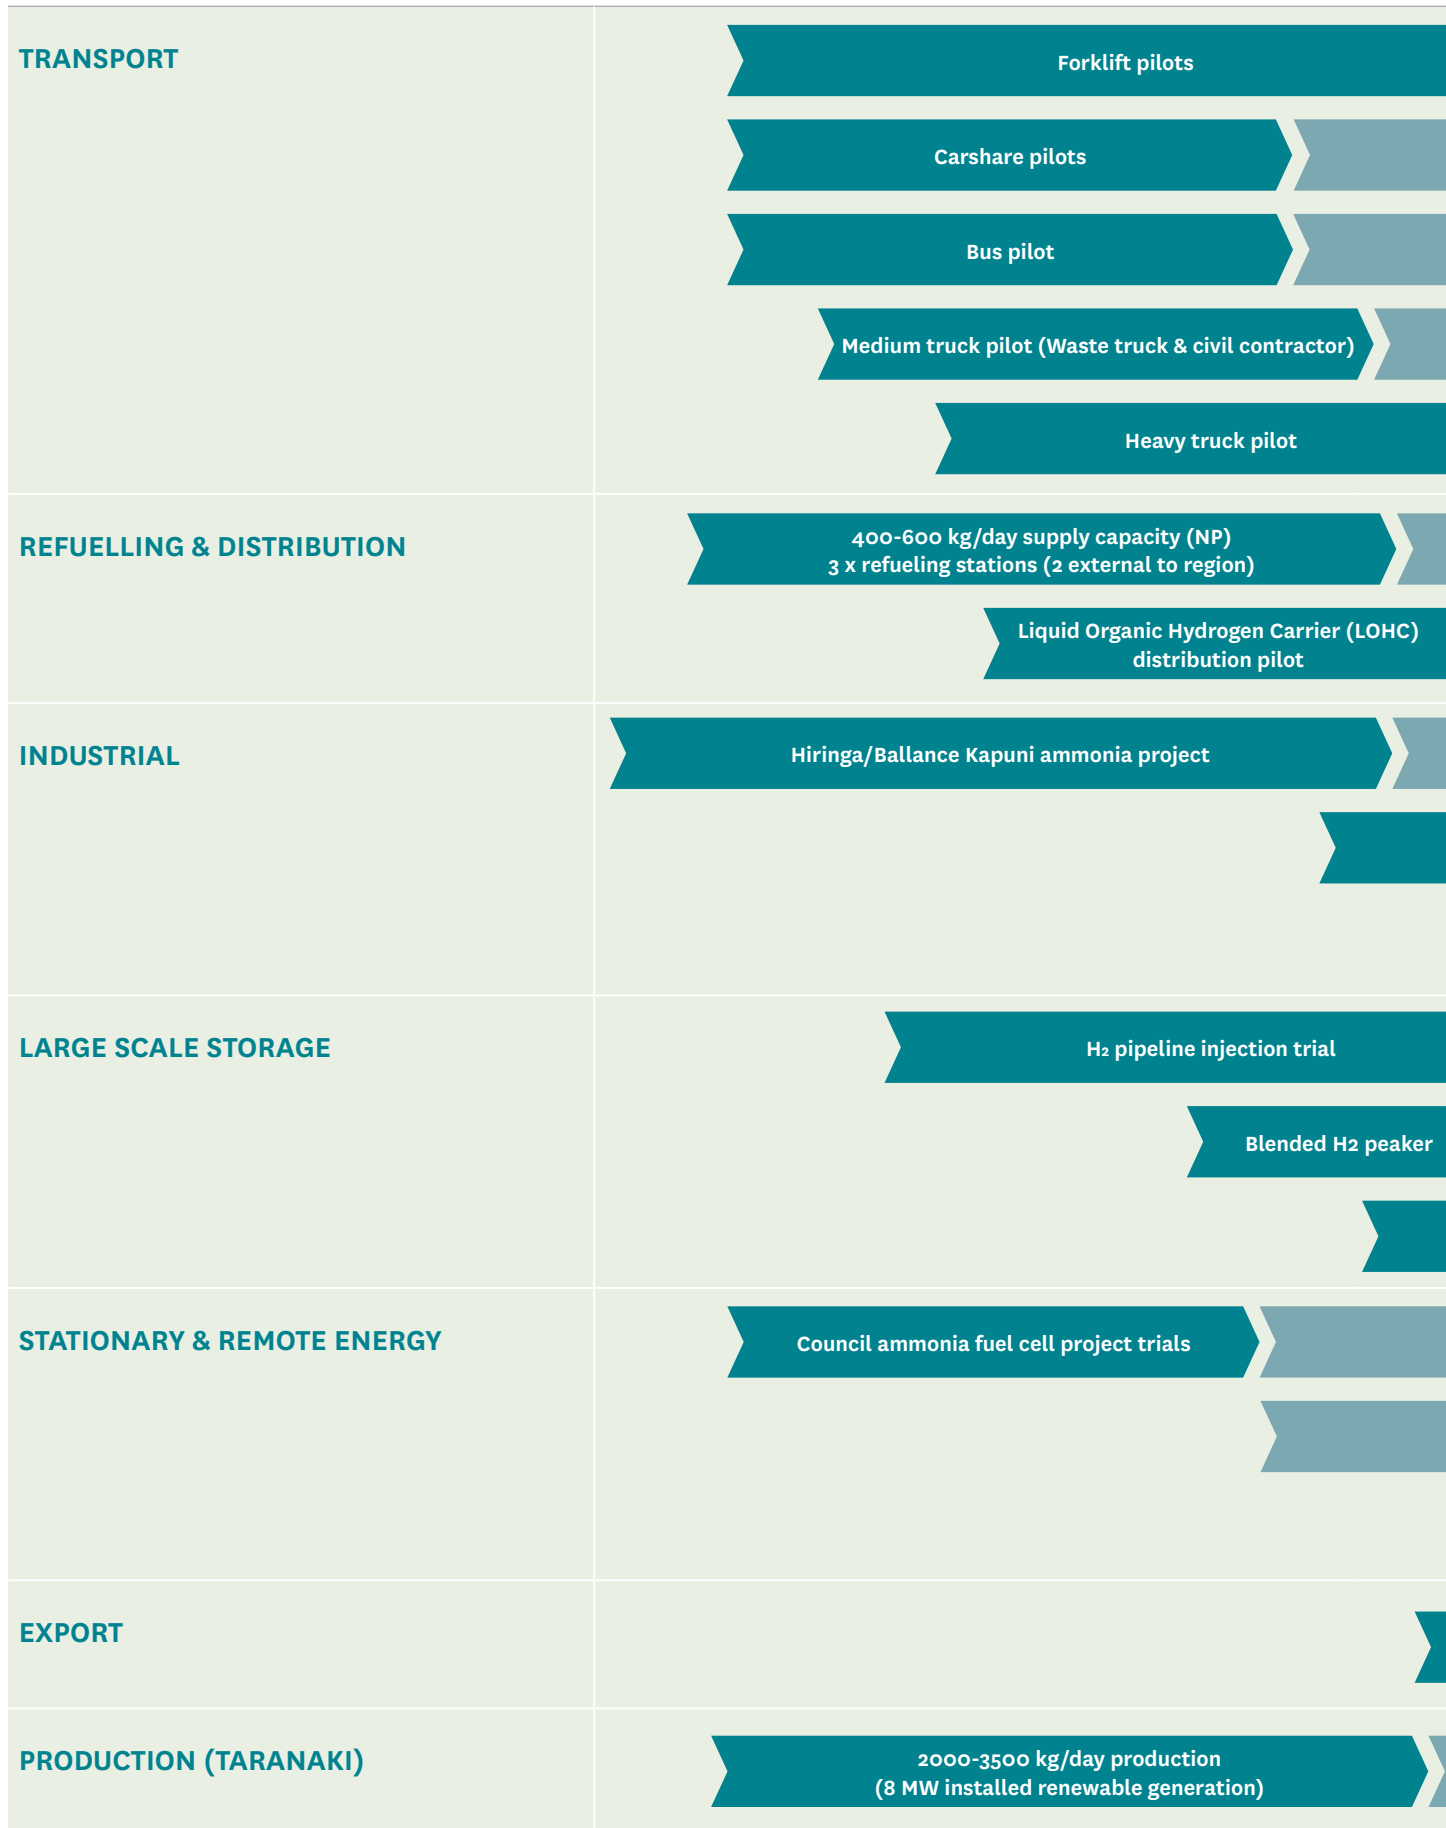 TRANSPORT
Forklift pilots
Carshare pilots
Bus pilot
Medium truck pilot (Waste truck & civil contractor)
Heavy truck pilot
REFUELLING & DISTRIBUTION
400-600 kg/day supply capacity (NP)
3 x refueling stations (2 external to region)
Liquid Organic Hydrogen Carrier (LOHC)
distribution pilot
INDUSTRIAL
Hiringa/Ballance Kapuni ammonia project
LARGE SCALE STORAGE
H₂ pipeline injection trial
Blended H2 peaker
STATIONARY & REMOTE ENERGY
Council ammonia fuel cell project trials
EXPORT
PRODUCTION (TARANAKI)
2000-3500 kg/day production
(8 MW installed renewable generation)